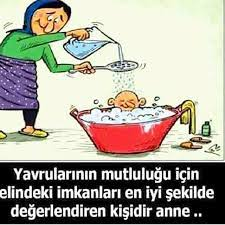 Yavrularının mutluluğu için
elindeki imkanları en iyi şekilde
değerlendiren kişidir anne ..